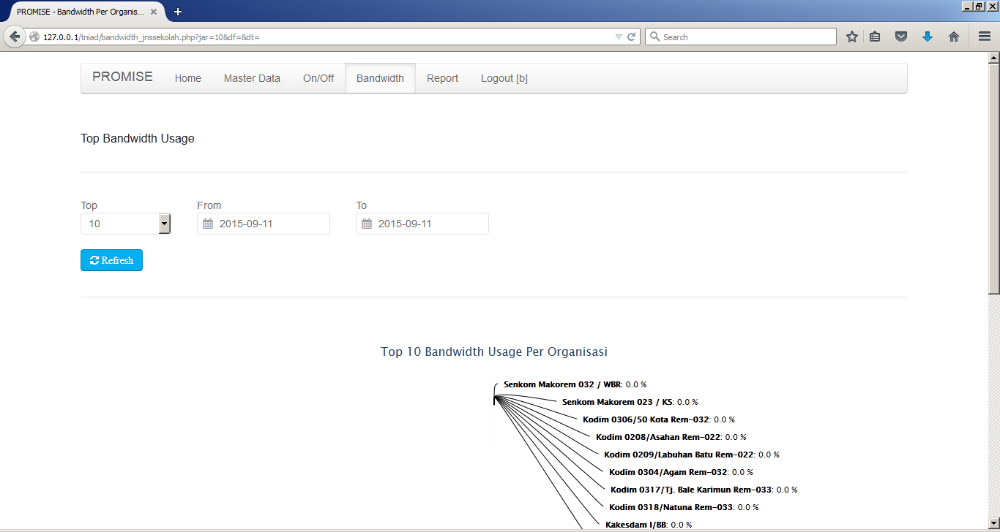 PROMISE - Bandwidth Per Organis...
127.0.0.1/tniad/bandwidth_jnssekolah.php?jar=10&df=&dt=
Search
PROMISE Home Master Data On/Off Bandwidth Report Logout [b]
Top Bandwidth Usage
Top From To
10 2015-09-11 2015-09-11
Refresh
Top 10 Bandwidth Usage Per Organisasi
Senkom Makorem 032 / WBR: 0.0 %
Senkom Makorem 023 / KS: 0.0 %
Kodim 0306/50 Kota Rem-032: 0.0 %
Kodim 0208/Asahan Rem-022: 0.0 %
Kodim 0209/Labuhan Batu Rem-022: 0.0 %
Kodim 0304/Agam Rem-032: 0.0 %
Kodim 0317/Tj. Bale Karimun Rem-033: 0.0 %
Kodim 0318/Natuna Rem-033: 0.0 %
Kakesdam I/BB: 0.0 %